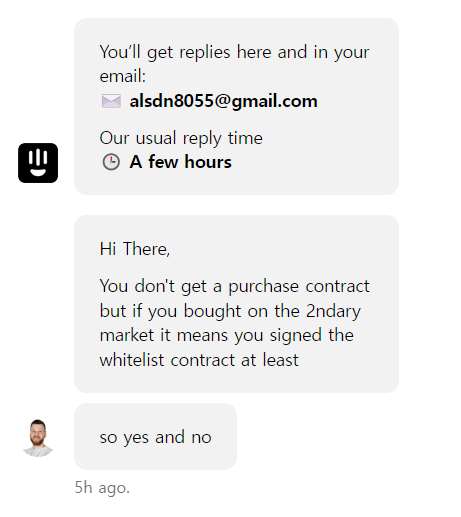 You'll get replies here and in your
email:
alsdn8055@gmail.com
Our usual reply time
A few hours
Hi There,
You don't get a purchase contract
but if you bought on the 2ndary
market it means you signed the
whitelist contract at least
so yes and no
5h ago.